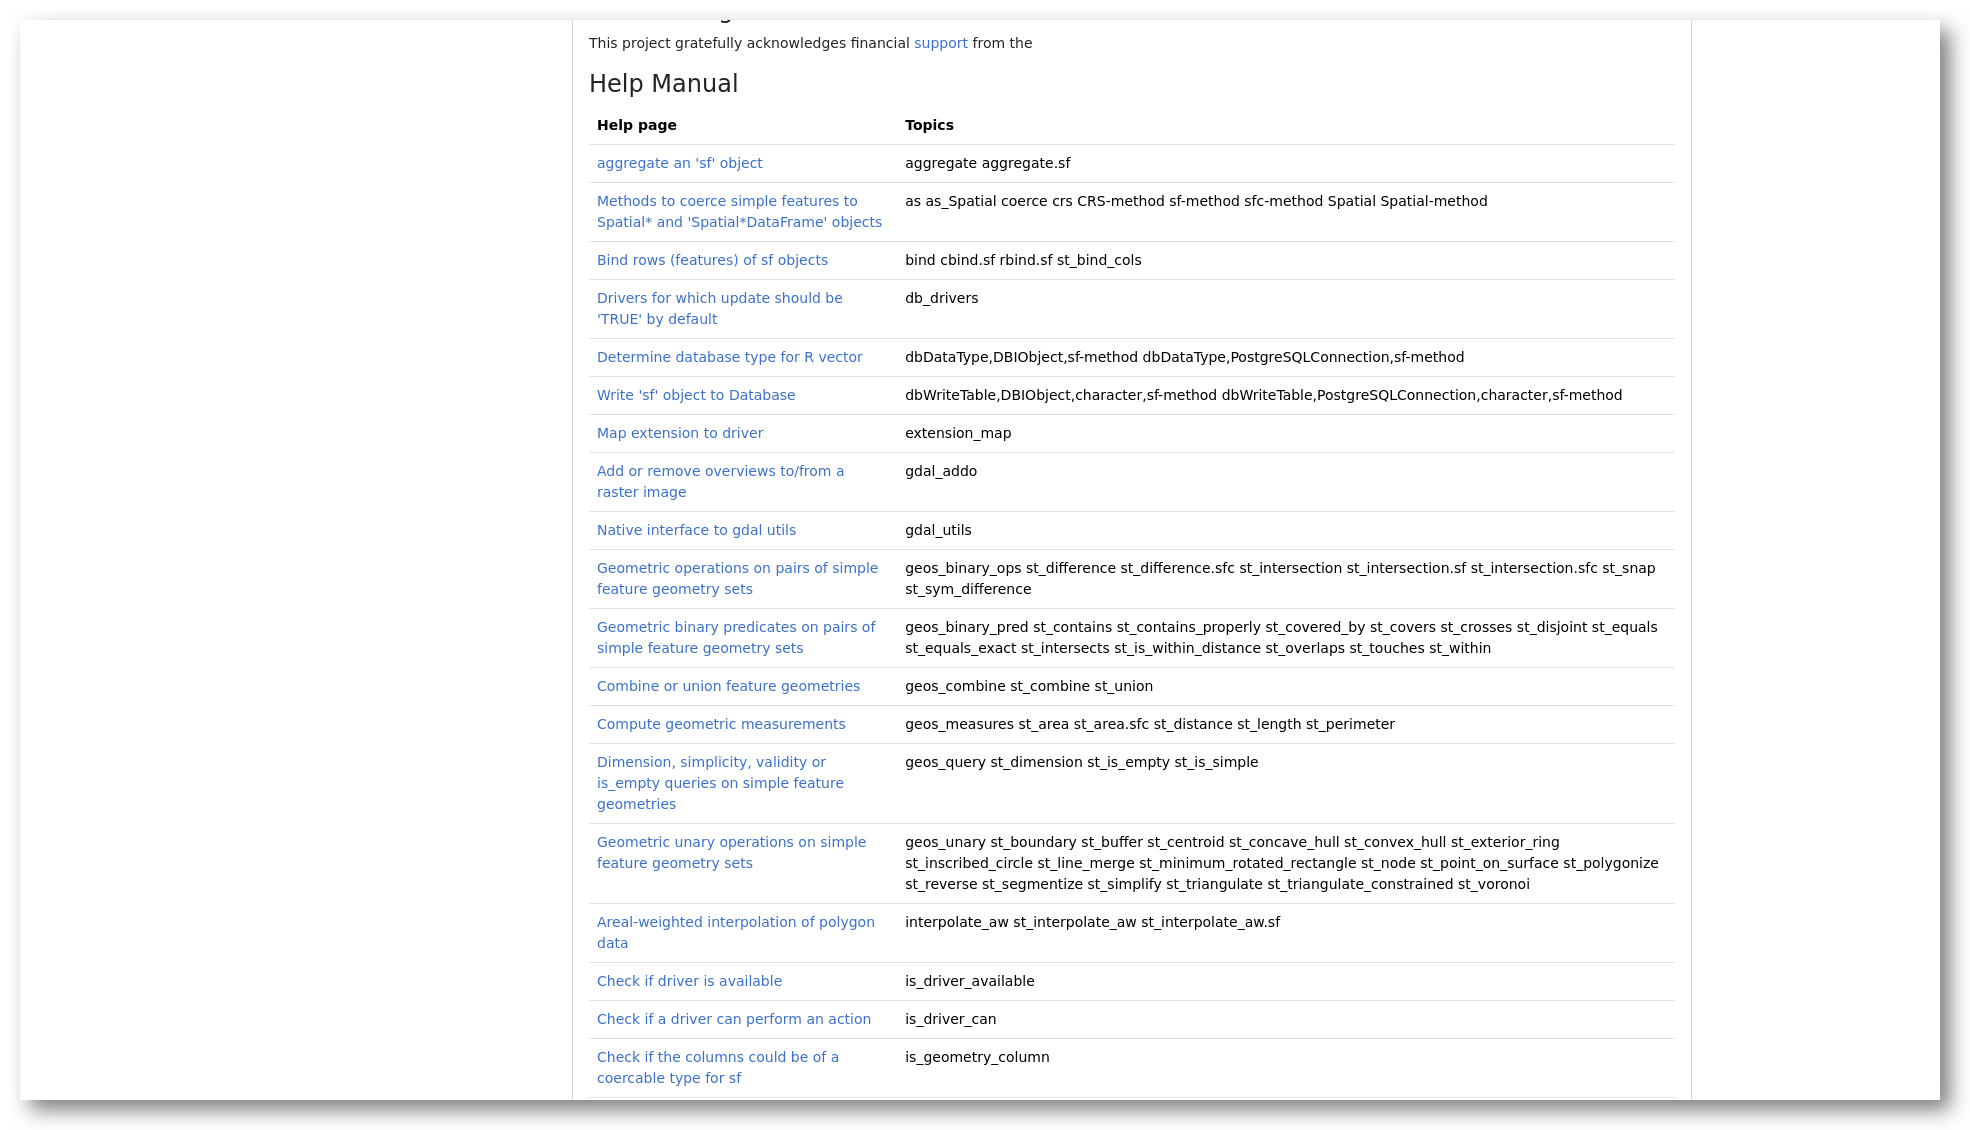 This project gratefully acknowledges financial support from the
Help Manual
Help page Topics
aggregate an 'sf' object aggregate aggregate.sf
Methods to coerce simple features to as as_Spatial coerce crs CRS-method sf-method sfc-method Spatial Spatial-method
Spatial* and 'Spatial*DataFrame' objects
Bind rows (features) of sf objects bind cbind.sf rbind.sf st_bind_cols
Drivers for which update should be db_drivers
'TRUE' by default
Determine database type for R vector dbDataType,DBIObject,sf-method dbDataType,PostgreSQLConnection,sf-method
Write 'sf' object to Database dbWriteTable,DBIObject,character,sf-method dbWriteTable,PostgreSQLConnection,character,sf-method
Map extension to driver extension_map
Add or remove overviews to/from a gdal_addo
raster image
Native interface to gdal utils gdal_utils
Geometric operations on pairs of simple geos_binary_ops st_difference st_difference.sfc st_intersection st_intersection.sf st_intersection.sfc st_snap
feature geometry sets st_sym_difference
Geometric binary predicates on pairs of geos_binary_pred st_contains st_contains_properly st_covered_by st_covers st_crosses st_disjoint st_equals
simple feature geometry sets st_equals_exact st_intersects st_is_within_distance st_overlaps st_touches st_within
Combine or union feature geometries geos_combine st_combine st_union
Compute geometric measurements geos_measures st_area st_area.sfc st_distance st_length st_perimeter
Dimension, simplicity, validity or geos_query st_dimension st_is_empty st_is_simple
is_empty queries on simple feature
geometries
Geometric unary operations on simple geos_unary st_boundary st_buffer st_centroid st_concave_hull st_convex_hull st_exterior_ring
feature geometry sets st_inscribed_circle st_line_merge st_minimum_rotated_rectangle st_node st_point_on_surface st_polygonize
st_reverse st_segmentize st_simplify st_triangulate st_triangulate_constrained st_voronoi
Areal-weighted interpolation of polygon interpolate_aw st_interpolate_aw st_interpolate_aw.sf
data
Check if driver is available is_driver_available
Check if a driver can perform an action is_driver_can
Check if the columns could be of a is_geometry_column
coercable type for sf